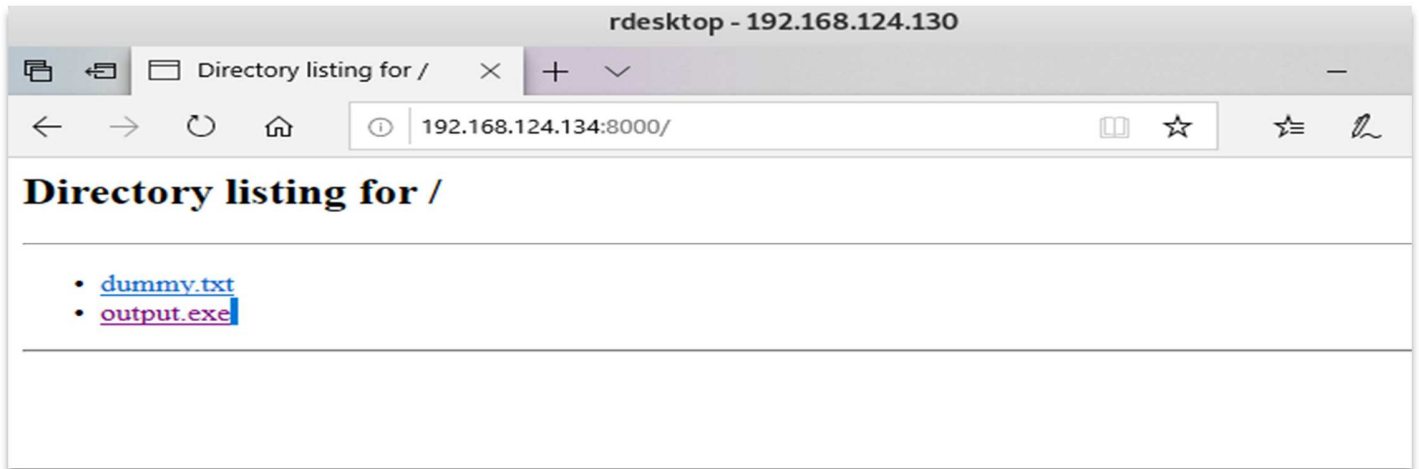 rdesktop - 192.168.124.130
Directory listing for /
192.168.124.134:8000/
Directory listing for /
dummy.txt
output.exe